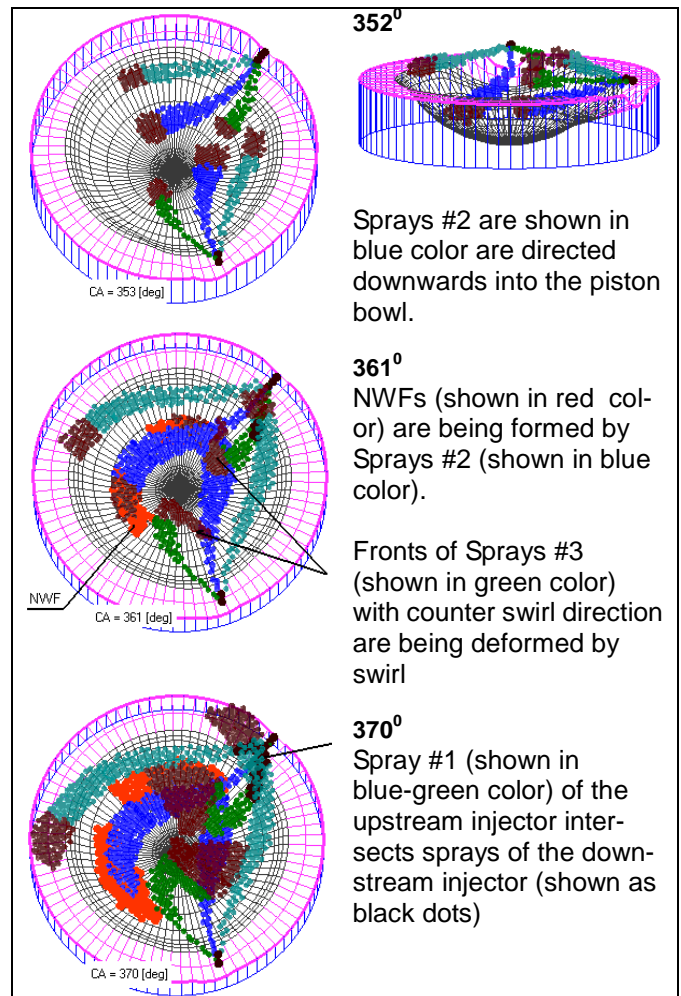 352⁰
CA = 353 [deg]
Sprays #2 are shown in
blue color are directed
downwards into the piston
bowl.
361⁰
NWFs (shown in red col-
or) are being formed by
Sprays #2 (shown in blue
color).
Fronts of Sprays #3
(shown in green color)
with counter swirl direction
are being deformed by
swirl
NWF
CA = 361 [deg]
370⁰
Spray #1 (shown in
blue-green color) of the
upstream injector inter-
sects sprays of the down-
stream injector (shown as
black dots)
CA = 370 [deg]